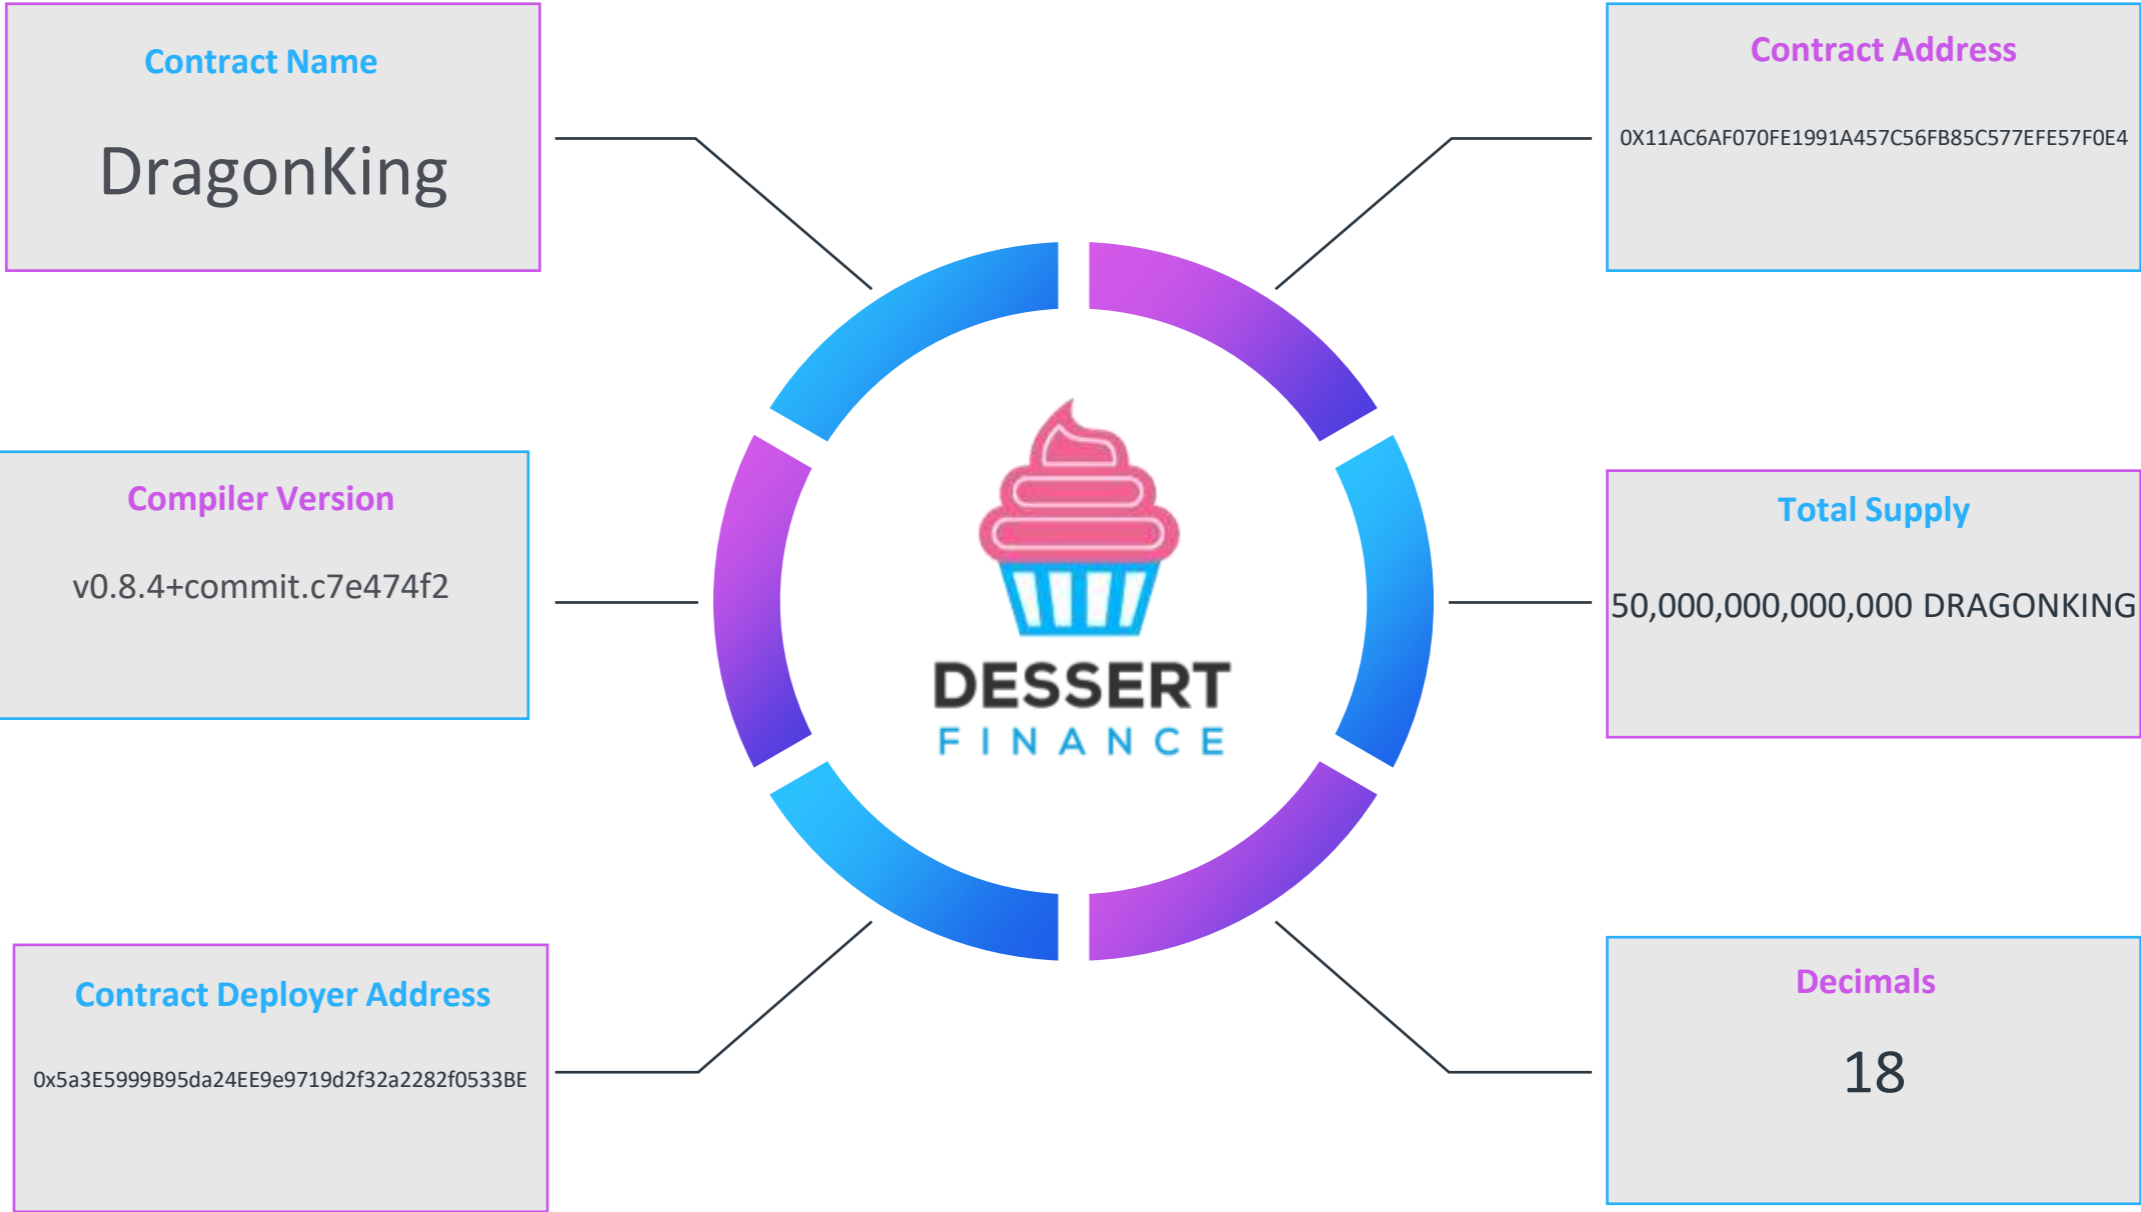 Contract Name
DragonKing
Contract Address
0X11AC6AF070FE1991A457C56FB85C577EFE57F0E4
Compiler Version
v0.8.4+commit.c7e474f2
DESSERT
FINANCE
Total Supply
50,000,000,000,000 DRAGONKING
Contract Deployer Address
0x5a3E5999B95da24EE9e9719d2f32a2282f0533BE
Decimals
18